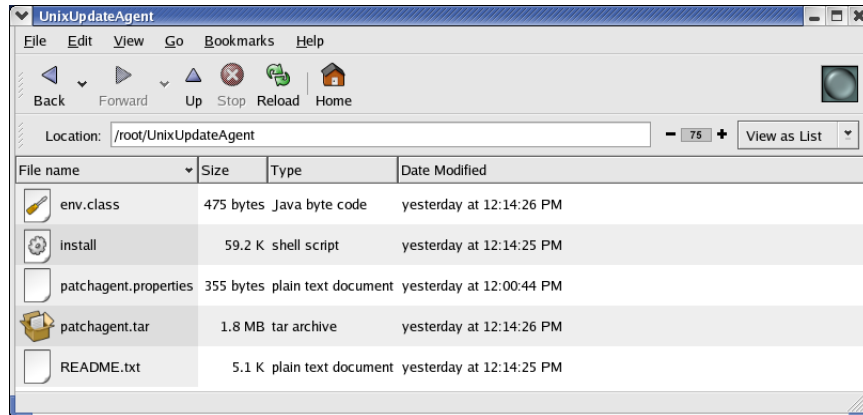 UnixUpdateAgent
File Edit View Go Bookmarks Help
Back Forward Up Stop Reload Home
Location: /root/UnixUpdateAgent 75 View as List
File name Size Type Date Modified
env.class 475 bytes Java byte code yesterday at 12:14:26 PM
install 59.2 K shell script yesterday at 12:14:25 PM
patchagent.properties 355 bytes plain text document yesterday at 12:00:44 PM
patchagent.tar 1.8 MB tar archive yesterday at 12:14:26 PM
README.txt 5.1 K plain text document yesterday at 12:14:25 PM